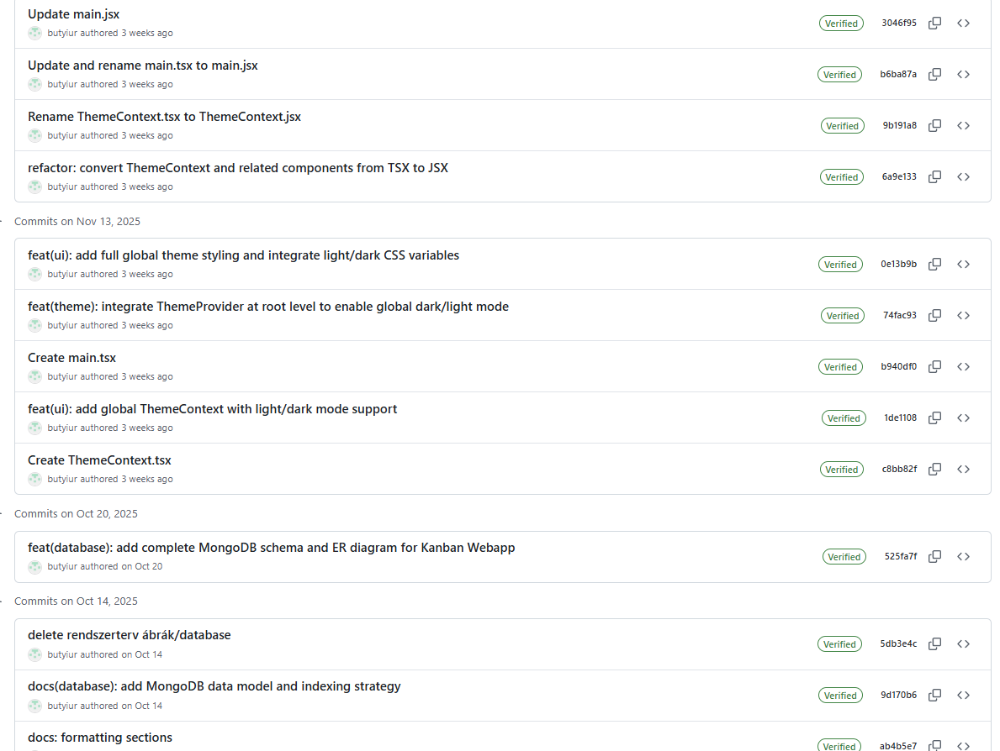 Update main.jsx
Verified 3046f95
butyiur authored 3 weeks ago
Update and rename main.tsx to main.jsx
Verified b6ba87a
butyiur authored 3 weeks ago
Rename ThemeContext.tsx to ThemeContext.jsx
Verified 9b191a8
butyiur authored 3 weeks ago
refactor: convert ThemeContext and related components from TSX to JSX
Verified 6a9e133
butyiur authored 3 weeks ago
Commits on Nov 13, 2025
feat(ui): add full global theme styling and integrate light/dark CSS variables
Verified 0e13b9b
butyiur authored 3 weeks ago
feat(theme): integrate ThemeProvider at root level to enable global dark/light mode
Verified 74fac93
butyiur authored 3 weeks ago
Create main.tsx
Verified b940df0
butyiur authored 3 weeks ago
feat(ui): add global ThemeContext with light/dark mode support
Verified 1de1108
butyiur authored 3 weeks ago
Create ThemeContext.tsx
Verified c8bb82f
butyiur authored 3 weeks ago
Commits on Oct 20, 2025
feat(database): add complete MongoDB schema and ER diagram for Kanban Webapp
Verified 525fa7f
butyiur authored on Oct 20
Commits on Oct 14, 2025
delete rendszerterv ábrák/database
Verified 5db3e4c
butyiur authored on Oct 14
docs(database): add MongoDB data model and indexing strategy
Verified 9d170b6
butyiur authored on Oct 14
docs: formatting sections
Verified ab4b5e7